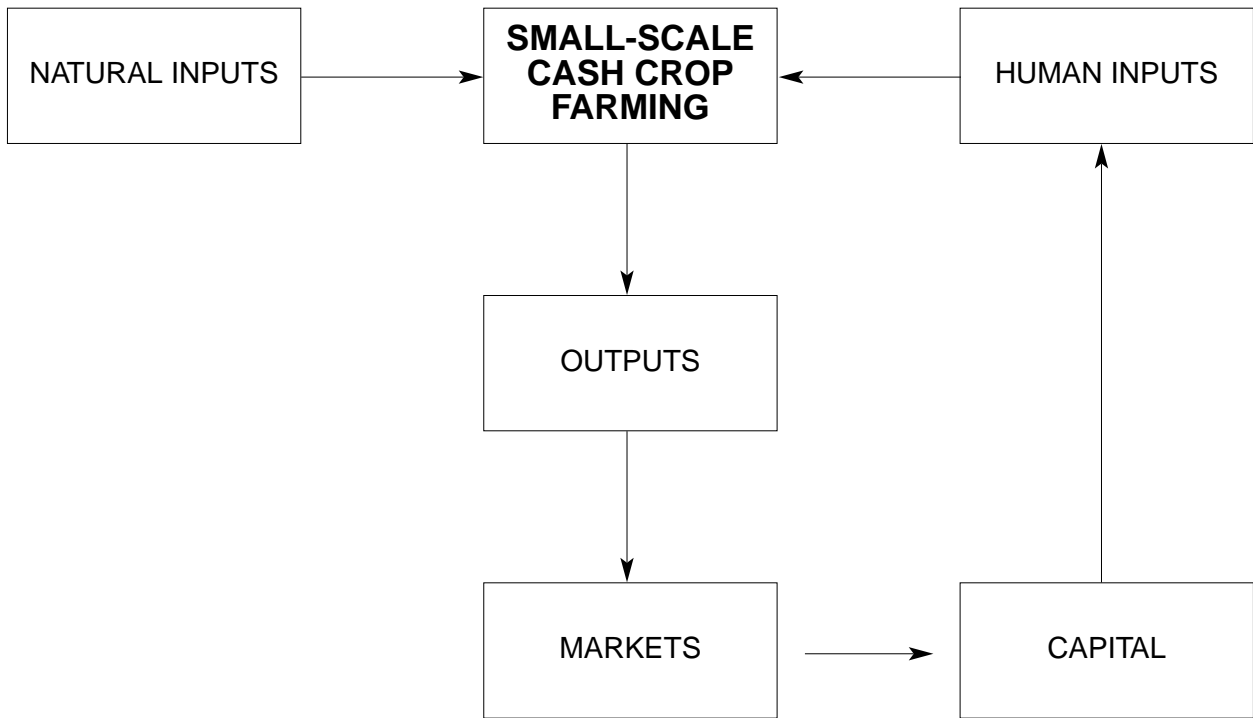 NATURAL INPUTS
SMALL-SCALE
CASH CROP
FARMING
HUMAN INPUTS
OUTPUTS
MARKETS
CAPITAL